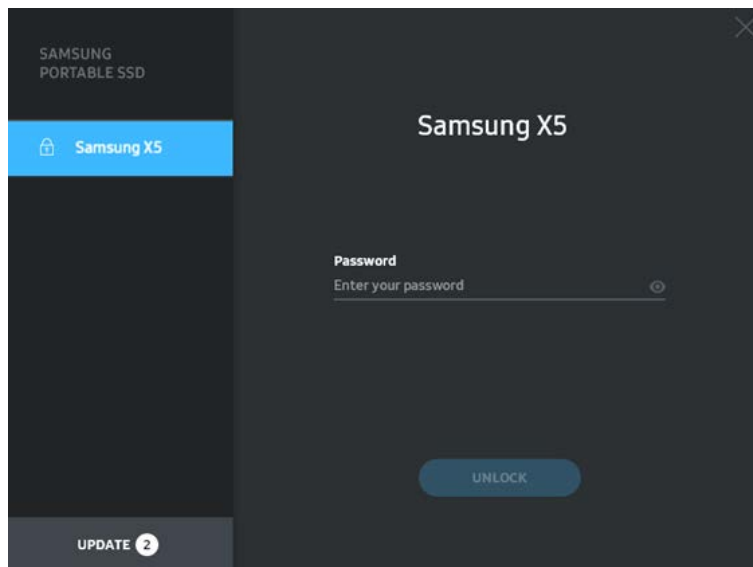 SAMSUNG
PORTABLE SSD
Samsung X5
Samsung X5
Password
Enter your password
UNLOCK
UPDATE 2